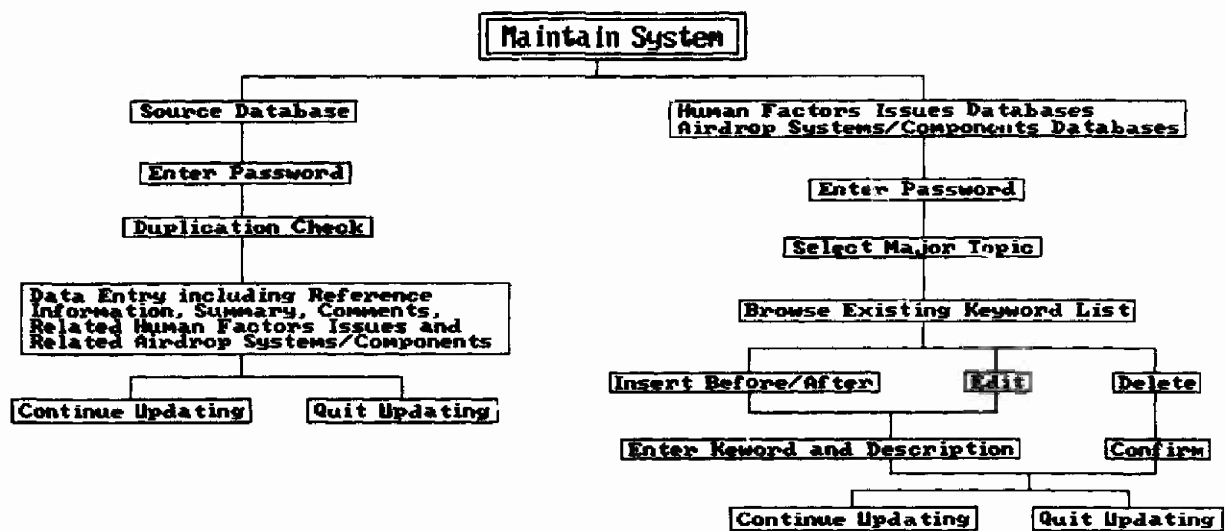 Maintain System
Source Database
Enter Password
Duplication Check
Data Entry including Reference
Information, Summary, Comments,
Related Human Factors Issues and
Related Airdrop Systems/Components
Continue Updating
Quit Updating
Human Factors Issues Databases
Airdrop Systems/Components Databases
Enter Password
Select Major Topic
Browse Existing Keyword List
Insert Before/After
Edit
Delete
Enter Keword and Description
Confirm
Continue Updating
Quit Updating